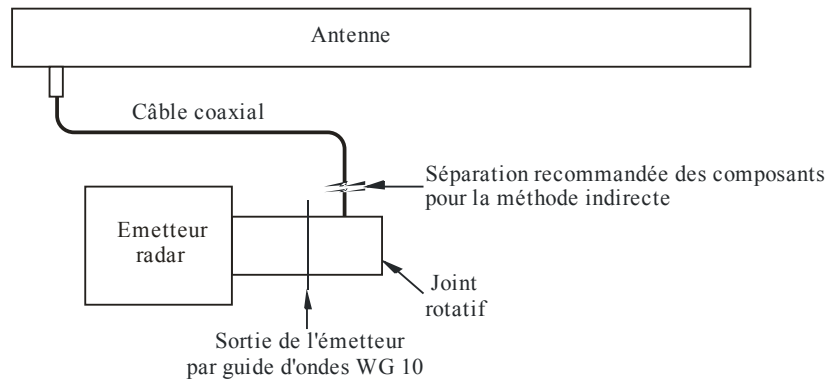 Antenne
Câble coaxial
Séparation recommandée des composants
pour la méthode indirecte
Emetteur
radar
Joint
rotatif
Sortie de l'émetteur
par guide d'ondes WG 10